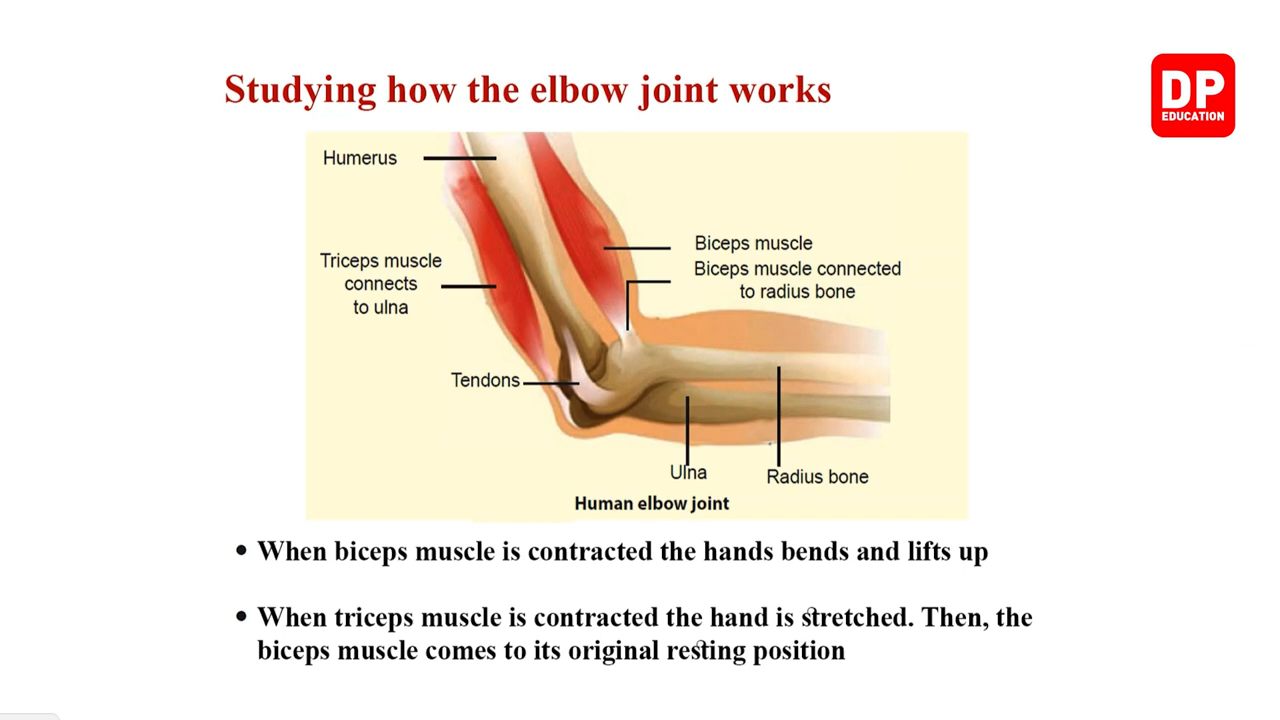 Studying how the elbow joint works
DP
EDUCATION
Humerus
Triceps muscle
connects
to ulna
Biceps muscle
Biceps muscle connected
to radius bone
Tendons
Ulna
Radius bone
Human elbow joint
• When biceps muscle is contracted the hands bends and lifts up
• When triceps muscle is contracted the hand is stretched. Then, the
biceps muscle comes to its original resting position